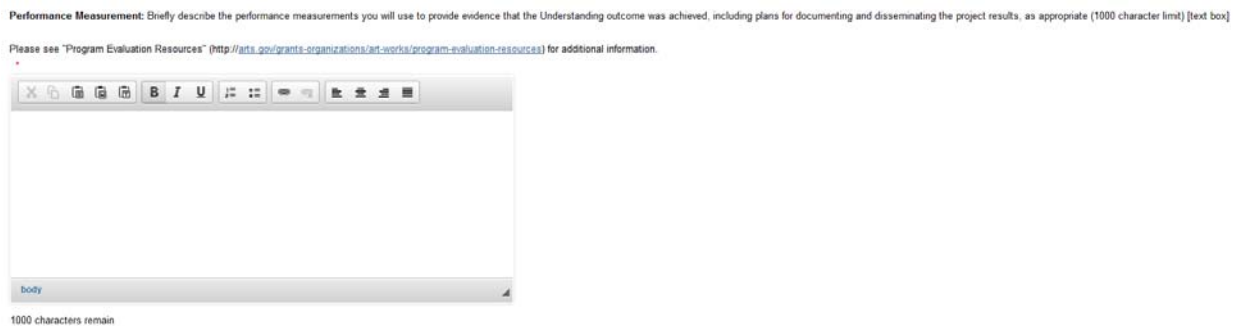 Performance Measurement: Briefly describe the performance measurements you will use to provide evidence that the Understanding outcome was achieved, including plans for documenting and disseminating the project results, as appropriate (1000 character limit) [text box]
Please see "Program Evaluation Resources" (http://arts.gov/grants-organizations/art-works/program-evaluation-resources) for additional information.
*
B I U
body
1000 characters remain